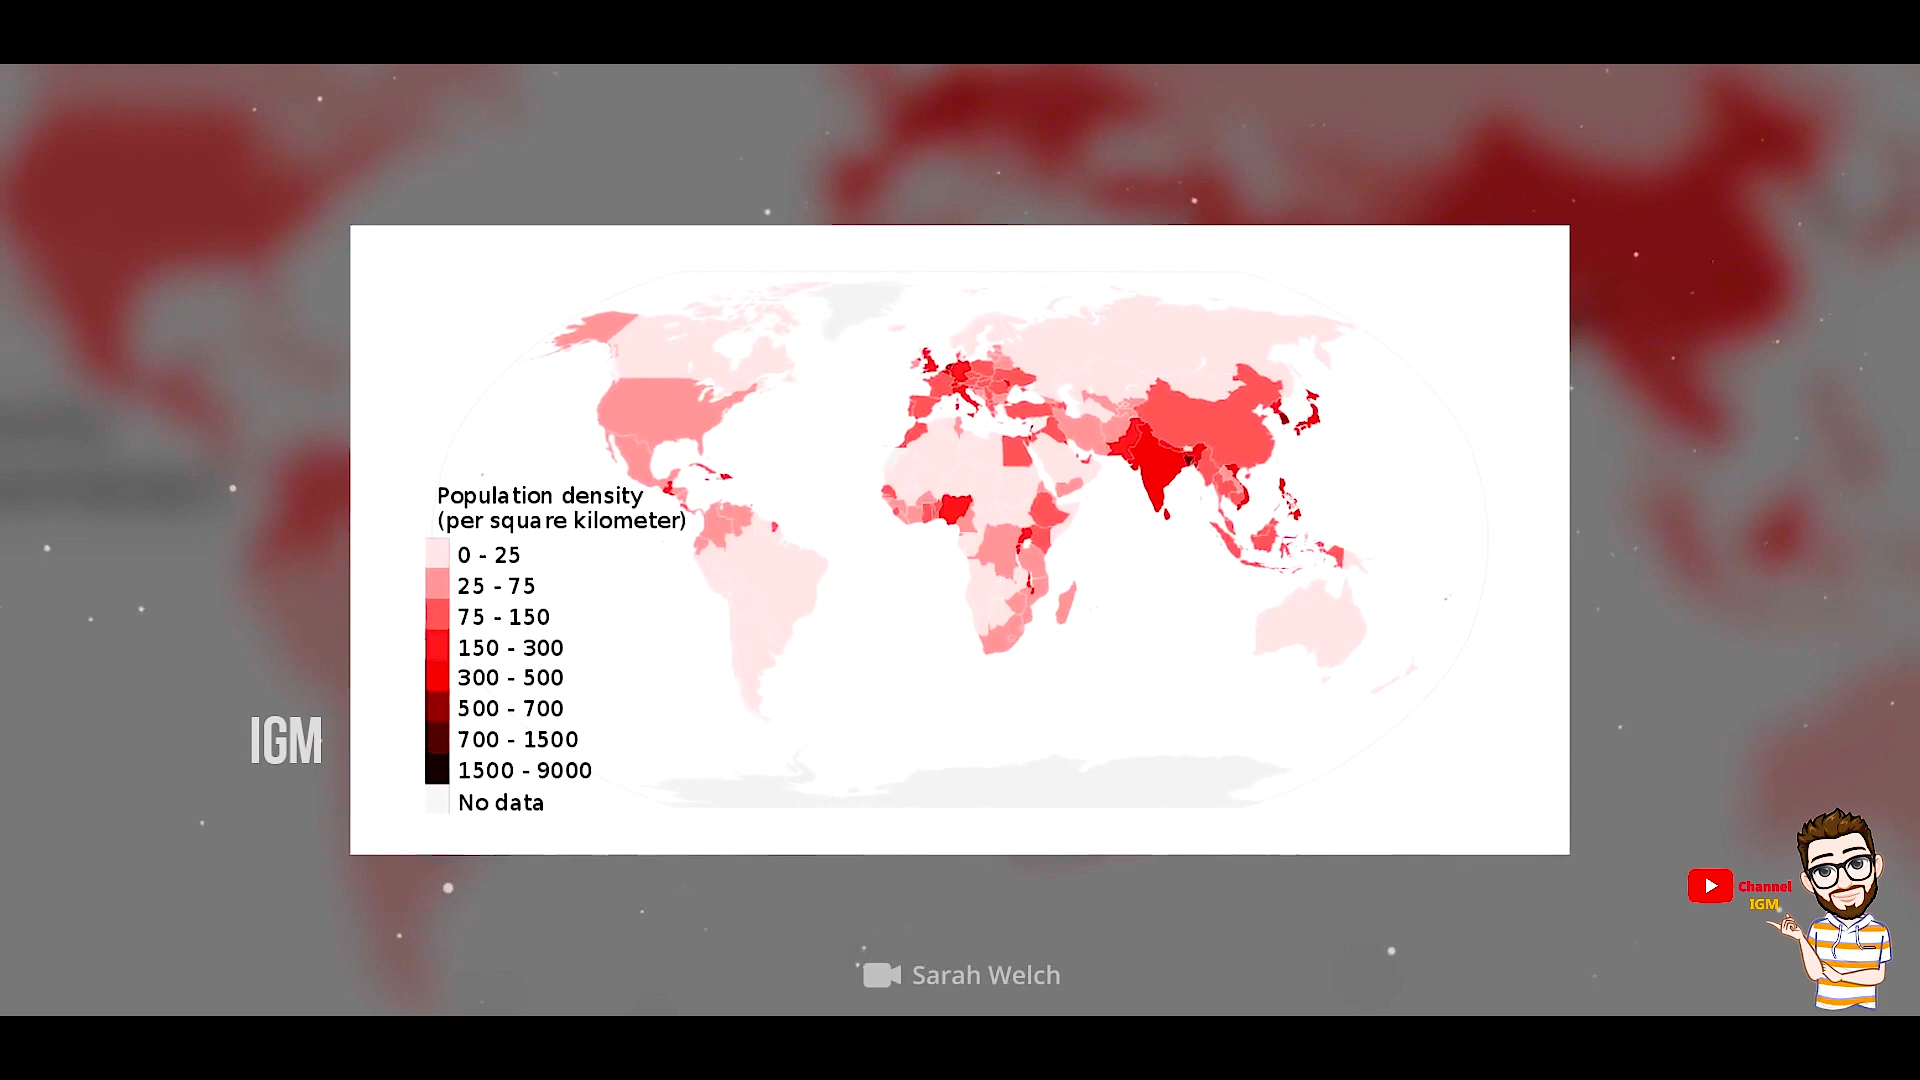 Population density
(per square kilometer)
0 - 25
25 - 75
75 - 150
150 - 300
300 - 500
500 - 700
700 - 1500
1500 - 9000
No data
IGM
Channel
IGM
Sarah Welch